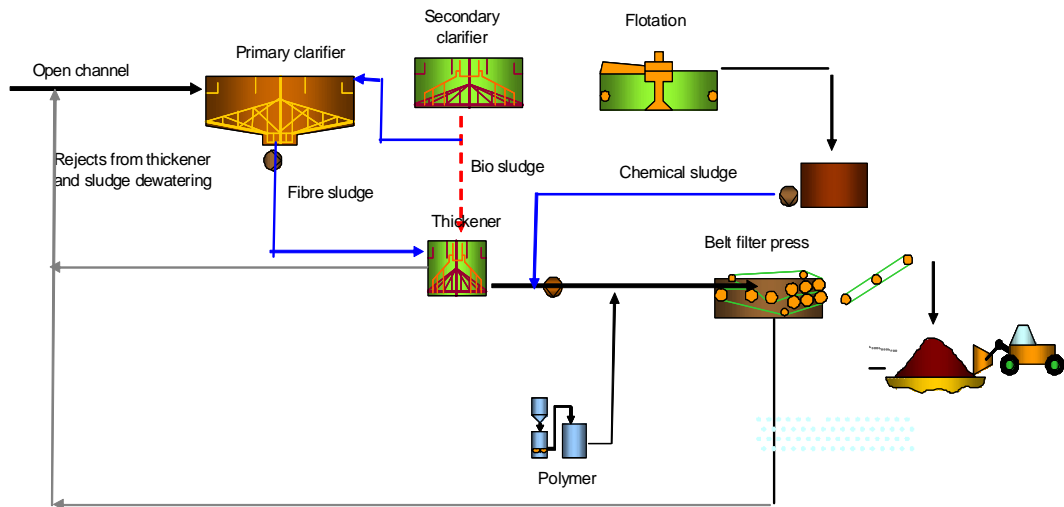 Secondary
clarifier
Flotation
Primary clarifier
Open channel
Rejects from thickener
and sludge dewatering
Bio sludge
Chemical sludge
Fibre sludge
Thickener
Belt filter press
Polymer